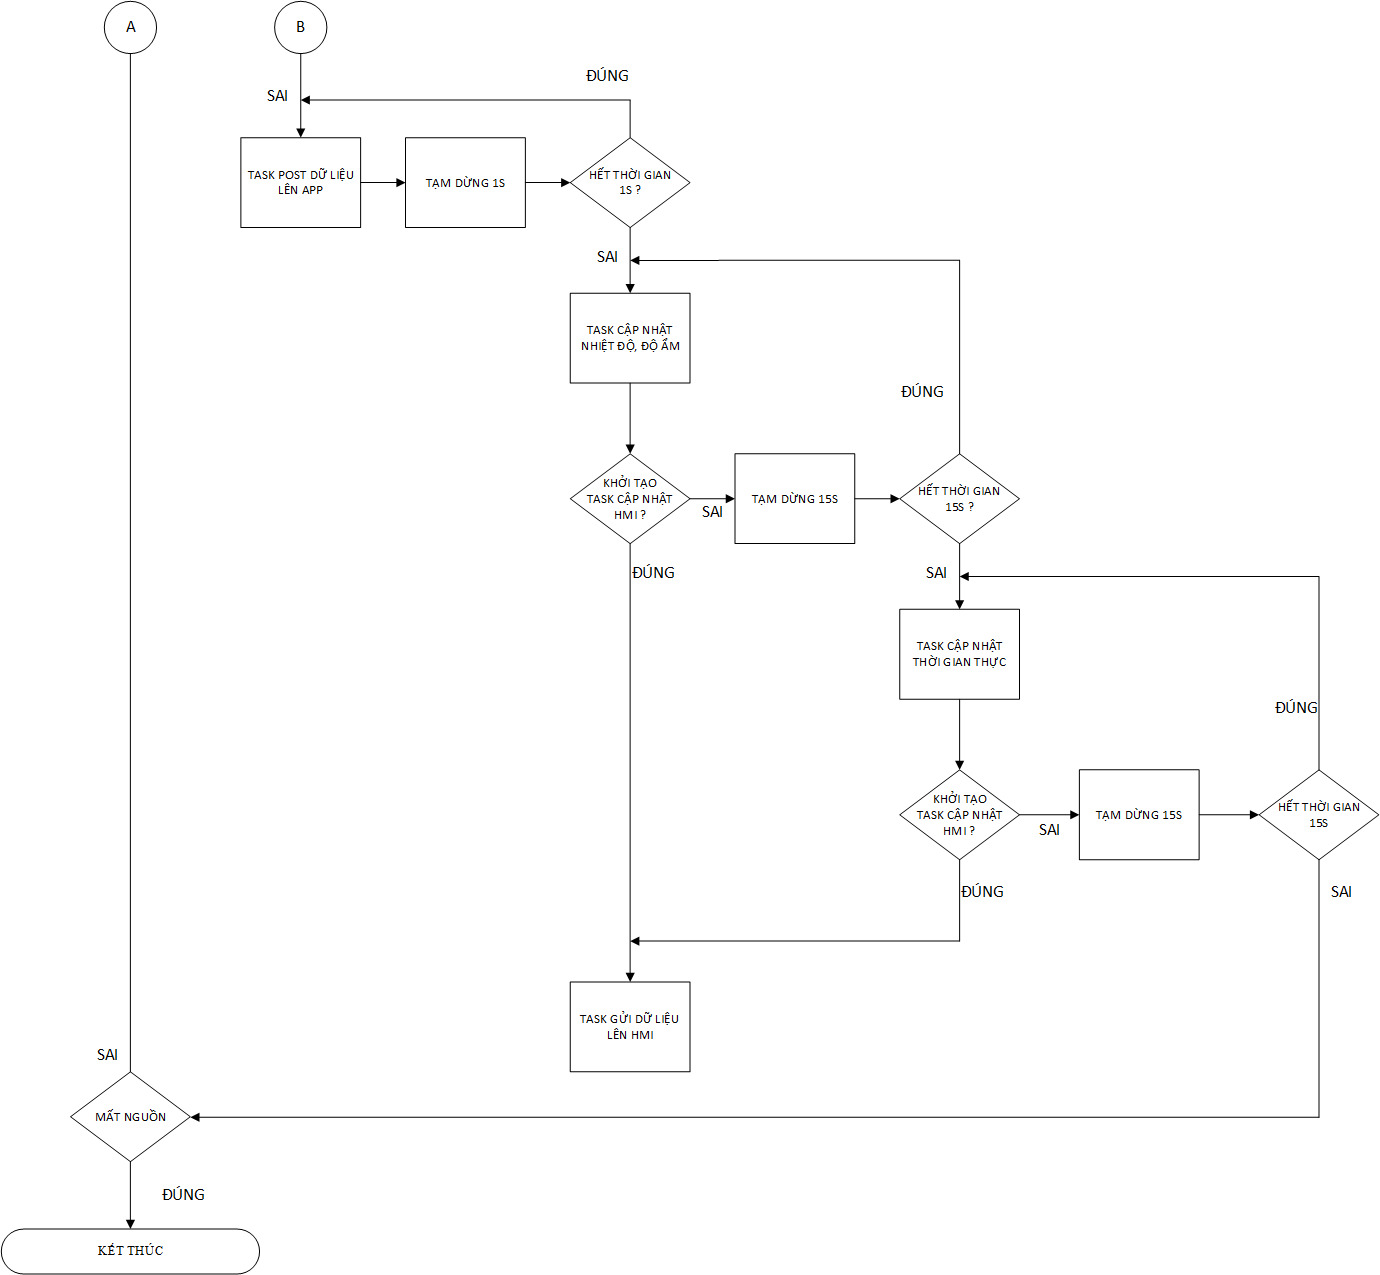 A
B
ĐÚNG
SAI
TASK POST DỮ LIỆU
LÊN APP
TẠM DỪNG 1S
HẾT THỜI GIAN
1S ?
SAI
TASK CẬP NHẬT
NHIỆT ĐỘ, ĐỘ ẨM
ĐÚNG
KHỞI TẠO
TASK CẬP NHẬT
HMI ?
SAI
TẠM DỪNG 15S
HẾT THỜI GIAN
15S ?
ĐÚNG
SAI
TASK CẬP NHẬT
THỜI GIAN THỰC
ĐÚNG
KHỞI TẠO
TASK CẬP NHẬT
HMI ?
SAI
TẠM DỪNG 15S
HẾT THỜI GIAN
15S
ĐÚNG
SAI
TASK GỬI DỮ LIỆU
LÊN HMI
SAI
MẤT NGUỒN
ĐÚNG
KẾT THÚC